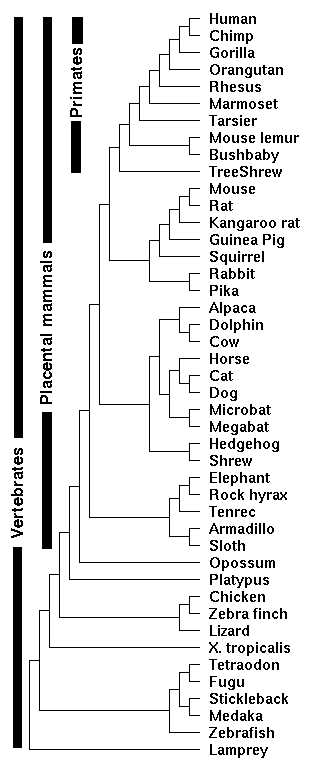 Vertebrates
Placental mammals
Primates
Human
Chimp
Gorilla
Orangutan
Rhesus
Marmoset
Tarsier
Mouse lemur
Bushbaby
TreeShrew
Mouse
Rat
Kangaroo rat
Guinea Pig
Squirrel
Rabbit
Pika
Alpaca
Dolphin
Cow
Horse
Cat
Dog
Microbat
Megabat
Hedgehog
Shrew
Elephant
Rock hyrax
Tenrec
Armadillo
Sloth
Opossum
Platypus
Chicken
Zebra finch
Lizard
X. tropicalis
Tetraodon
Fugu
Stickleback
Medaka
Zebrafish
Lamprey